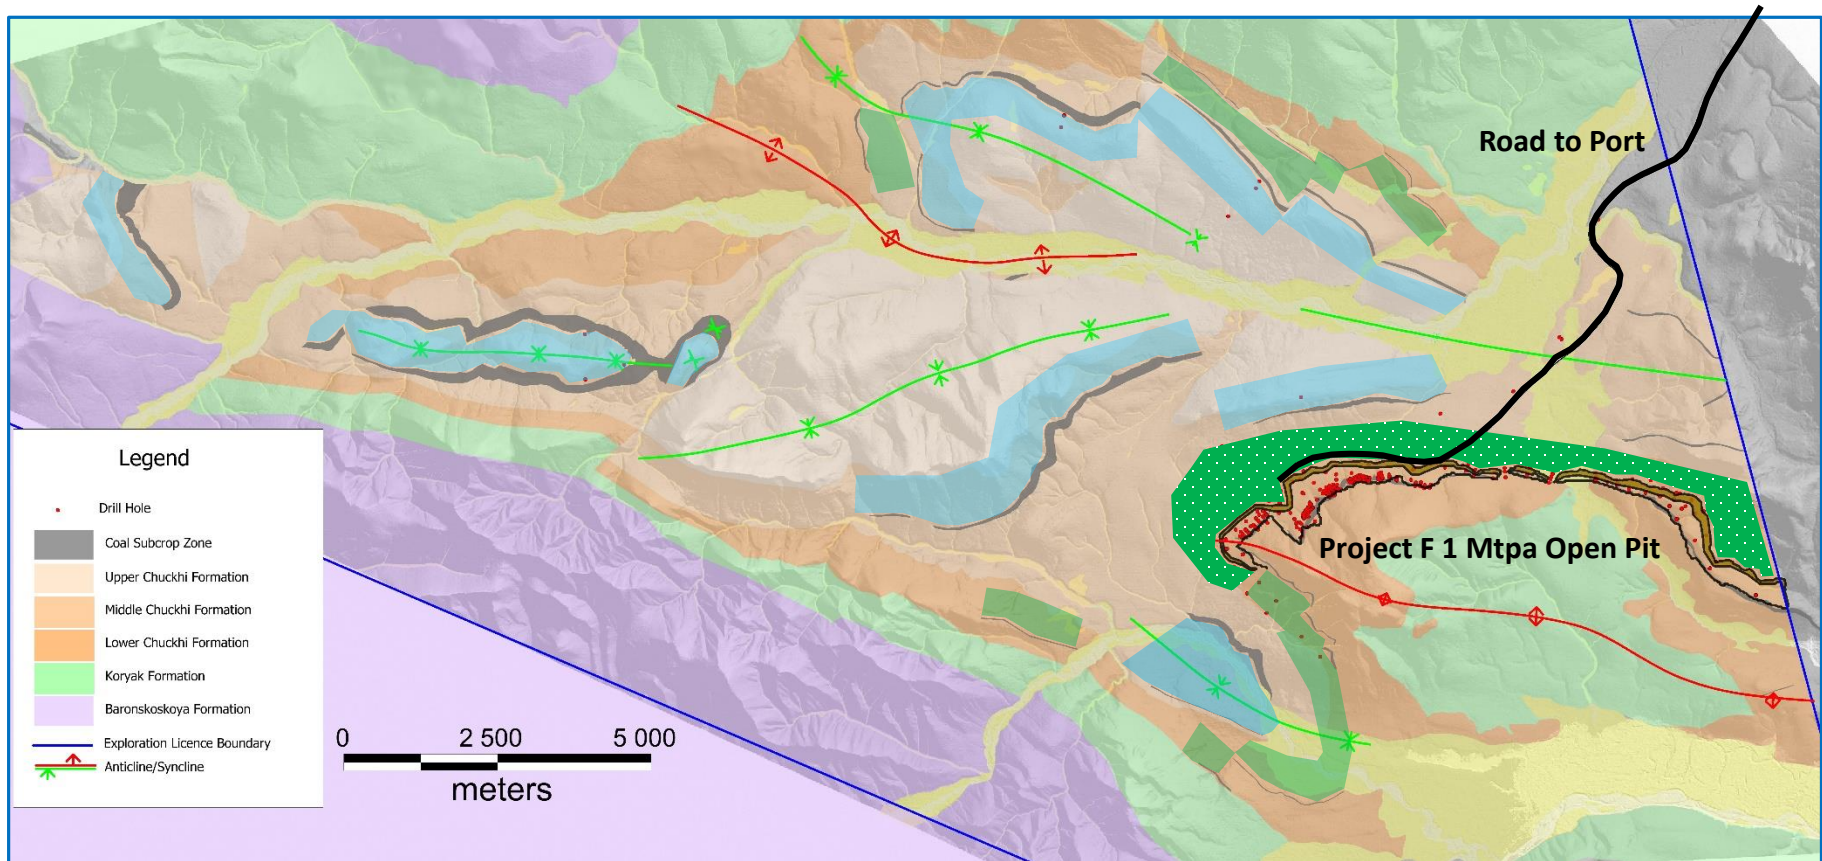 Road to Port
Project F 1 Mtpa Open Pit
Legend
Drill Hole
Coal Subcrop Zone
Upper Chuckhi Formation
Middle Chuckhi Formation
Lower Chuckhi Formation
Koryak Formation
Baronskoskoya Formation
Exploration Licence Boundary
Anticline/Syncline
0 2 500 5 000
meters